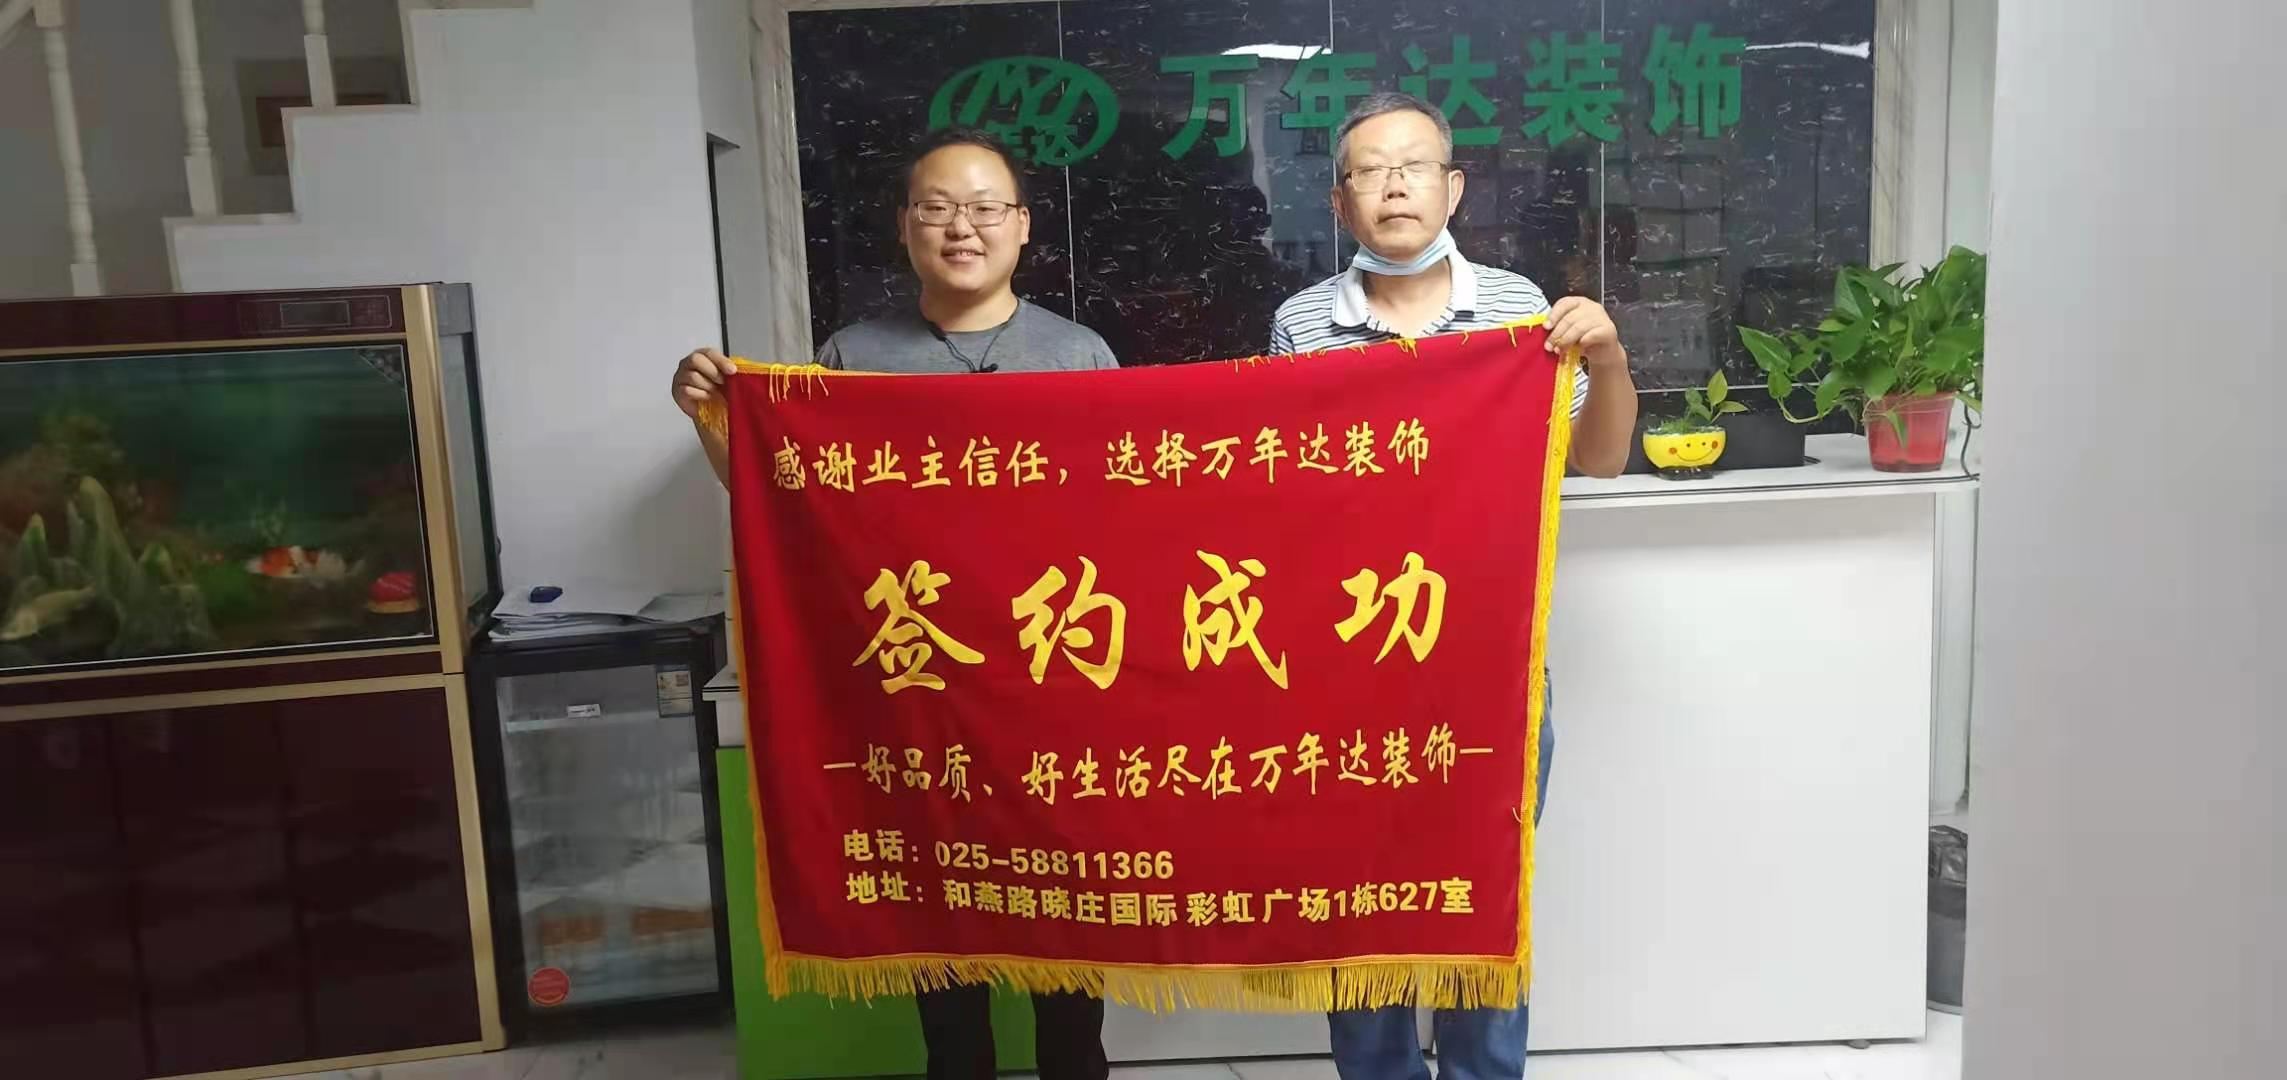 万年达装饰
感谢业主信任，选择万年达装饰
签约成功
—好品质、好生活尽在万年达装饰—
电话：025-58811366
地址：和燕路晓庄国际彩虹广场1栋627室